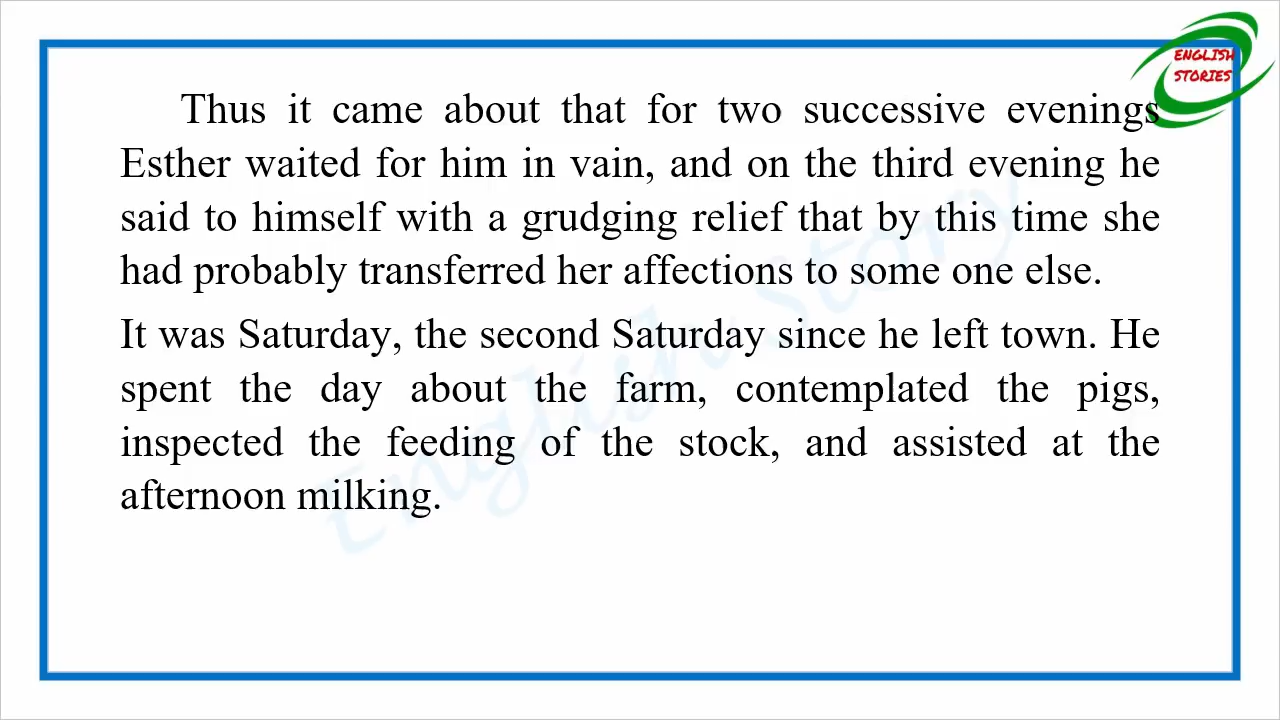 ENGLISH
STORIES
Thus it came about that for two successive evenings
Esther waited for him in vain, and on the third evening he
said to himself with a grudging relief that by this time she
had probably transferred her affections to some one else.
It was Saturday, the second Saturday since he left town. He
spent the day about the farm, contemplated the pigs,
inspected the feeding of the stock, and assisted at the
afternoon milking.
English Story